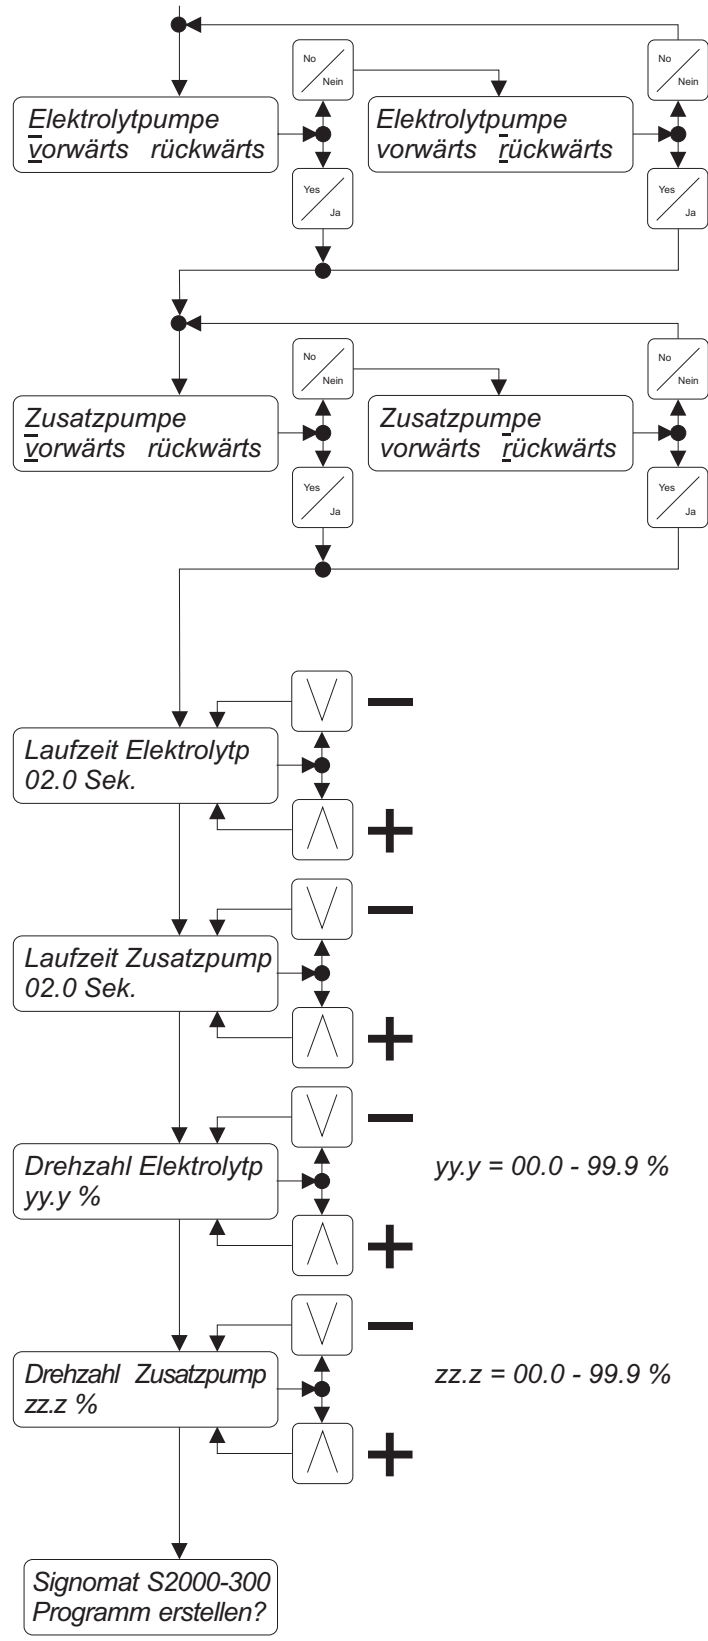 No
Nein
No
Nein
Elektrolytpumpe
vorwärts rückwärts
Elektrolytpumpe
vorwärts rückwärts
Yes
Ja
Yes
Ja
No
Nein
No
Nein
Zusatzpumpe
vorwärts rückwärts
Zusatzpumpe
vorwärts rückwärts
Yes
Ja
Yes
Ja
Laufzeit Elektrolytp
02.0 Sek.
−
+
Laufzeit Zusatzpump
02.0 Sek.
−
+
Drehzahl Elektrolytp
yy.y %
−
+
yy.y = 00.0 - 99.9 %
Drehzahl Zusatzpump
zz.z %
−
+
zz.z = 00.0 - 99.9 %
Signomat S2000-300
Programm erstellen?